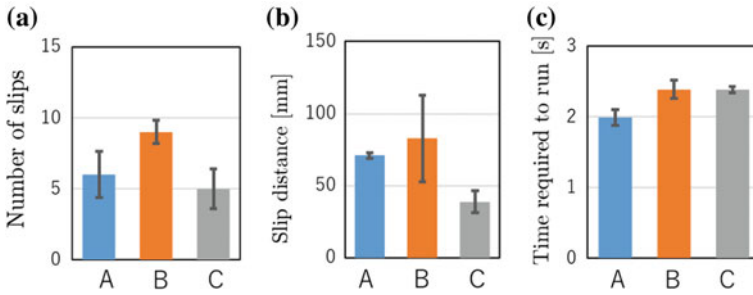 (a)
Number of slips
15
10
5
0
A B C
(b)
Slip distance [mm]
150
100
50
0
A B C
(c)
Time required to run [s]
3
2
1
0
A B C